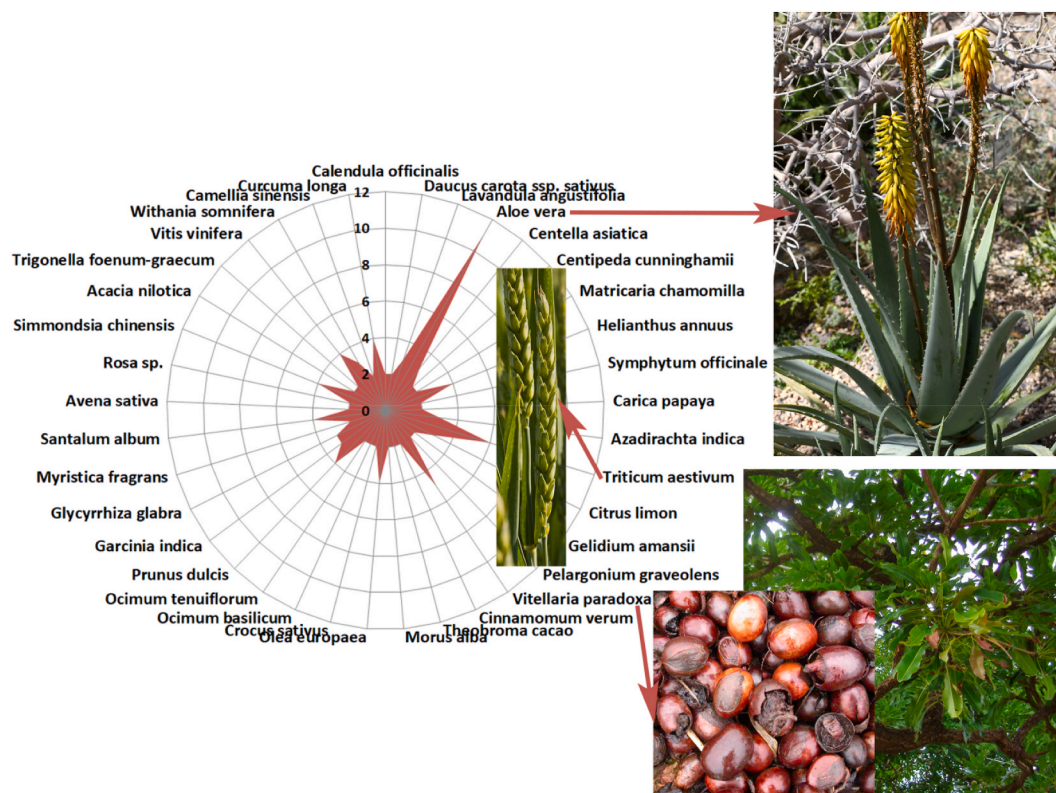 Calendula officinalis
Daucus carota ssp. sativus
Lavandula angustifolia
Aloe vera
Centella asiatica
Centipeda cunninghamii
Matricaria chamomilla
Helianthus annuus
Symphytum officinale
Carica papaya
Azadirachta indica
Triticum aestivum
Citrus limon
Gelidium amansii
Pelargonium graveolens
Vitellaria paradoxa
Cinnamomum verum
Theobroma cacao
Morus alba
Olea europaea
Crocus sativus
Ocimum basilicum
Ocimum tenuiflorum
Prunus dulcis
Garcinia indica
Glycyrrhiza glabra
Myristica fragrans
Santalum album
Avena sativa
Rosa sp.
Simmondsia chinensis
Acacia nilotica
Trigonella foenum-graecum
Vitis vinifera
Withania somnifera
Camellia sinensis
Curcuma longa
12
10
8
6
4
2
0